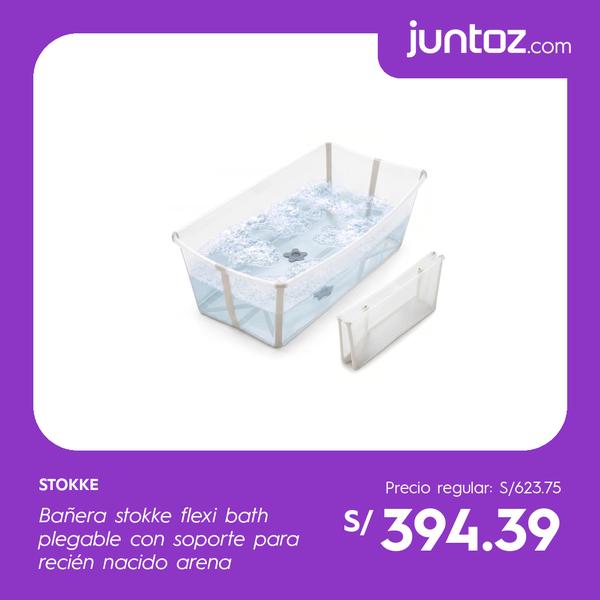 juntoz.com
STOKKE
Bañera stokke flexi bath
plegable con soporte para
recién nacido arena
Precio regular: S/623.75
S/394.39